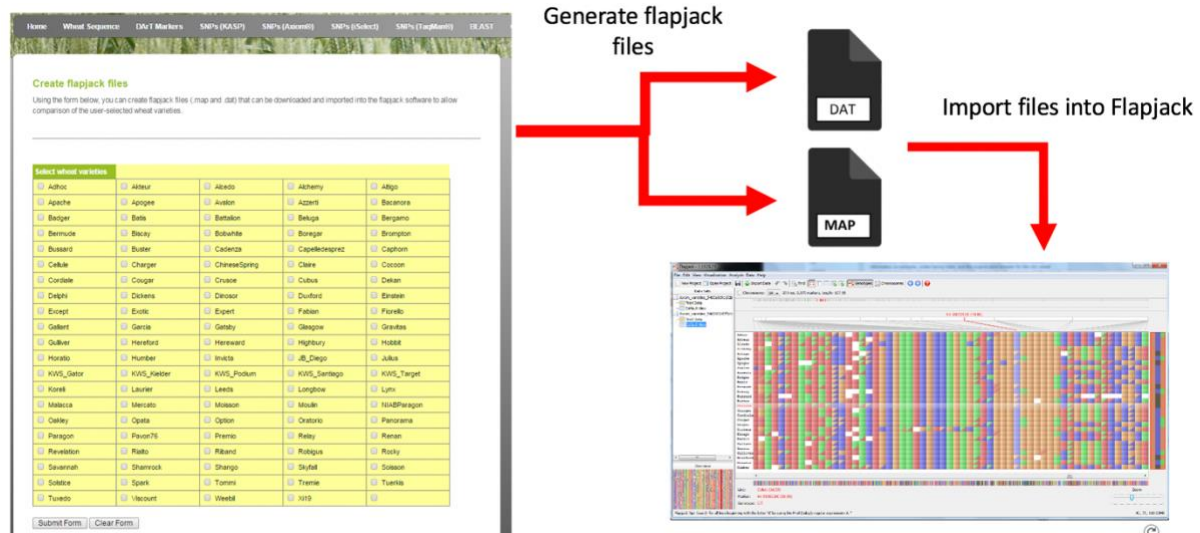 Generate flapjack
files
Import files into Flapjack
DAT
MAP
Home Wheat Sequence DArT Markers SNPs (KASP) SNPs (Axiom®) SNPs (iSelect) SNPs (TaqMan®) BLAST
Create flapjack files
Using the form below, you can create flapjack files (.map and .dat) that can be downloaded and imported into the flapjack software to allow
comparison of the user-selected wheat varieties.
Select wheat varieties
Adhoc Akteur Alcedo Alchemy Altigo
Apache Apogee Avalon Azzerti Bacanora
Badger Batis Battalion Beluga Bergamo
Bermude Biscay Bobwhite Boregar Brompton
Bussard Buster Cadenza Capelledesprez Caphorn
Cellule Charger ChineseSpring Claire Cocoon
Cordiale Cougar Crusoe Cubus Dekan
Delphi Dickens Dinosor Duxford Einstein
Except Exotic Expert Fabian Fiorello
Gallant Garcia Gatsby Glasgow Gravitas
Gulliver Hereford Hereward Highbury Hobbit
Horatio Humber Invicta JB_Diego Julius
KWS_Gator KWS_Kielder KWS_Podium KWS_Santiago KWS_Target
Koreli Laurier Leeds Longbow Lynx
Malacca Mercato Moisson Moulin NIABParagon
Oakley Opata Option Oratorio Panorama
Paragon Pavon76 Premio Relay Renan
Revelation Rialto Riband Robigus Rocky
Savannah Shamrock Shango Skyfall Soisson
Solstice Spark Tommi Tremie Tuerkis
Tuxedo Viscount Weebil Xi19
Submit Form Clear Form